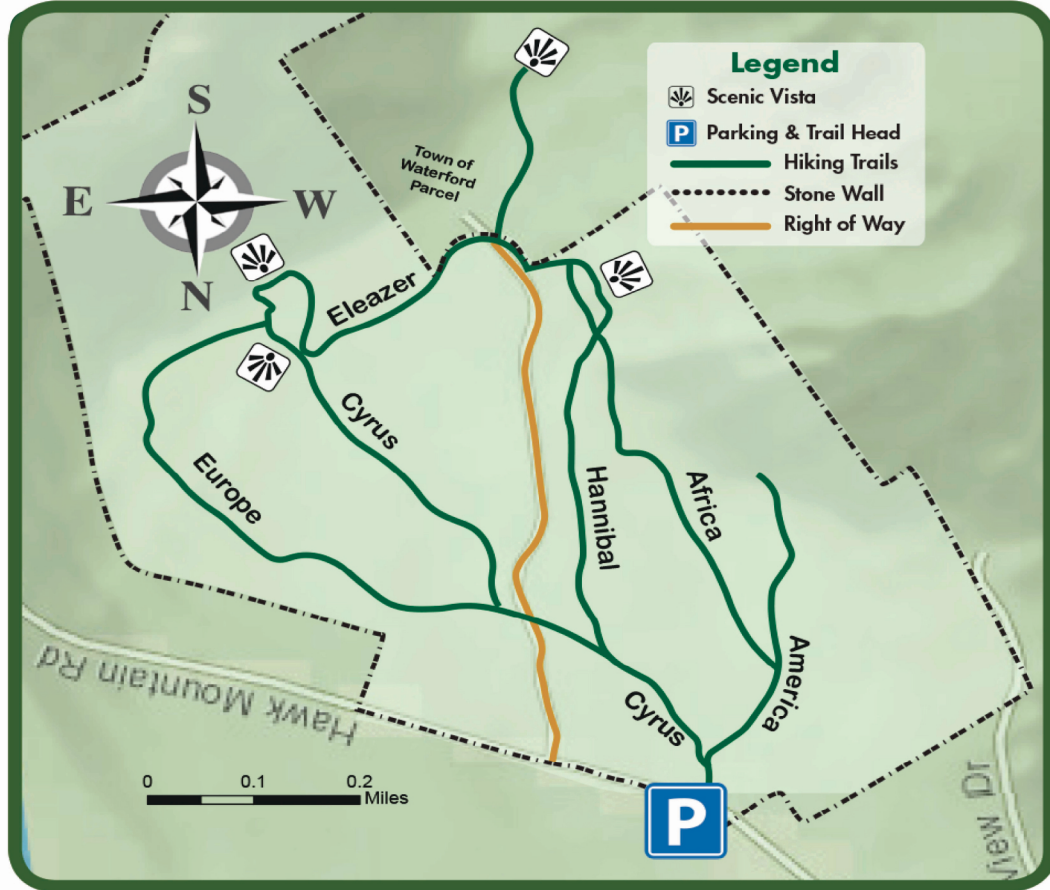 Legend
Scenic Vista
P Parking & Trail Head
Hiking Trails
Stone Wall
Right of Way
S
E W
N
Town of
Waterford
Parcel
Eleazer
Cyrus
Europe
Hannibal
Africa
America
Cyrus
Hawk Mountain Rd
View Dr
0 0.1 0.2
Miles
P